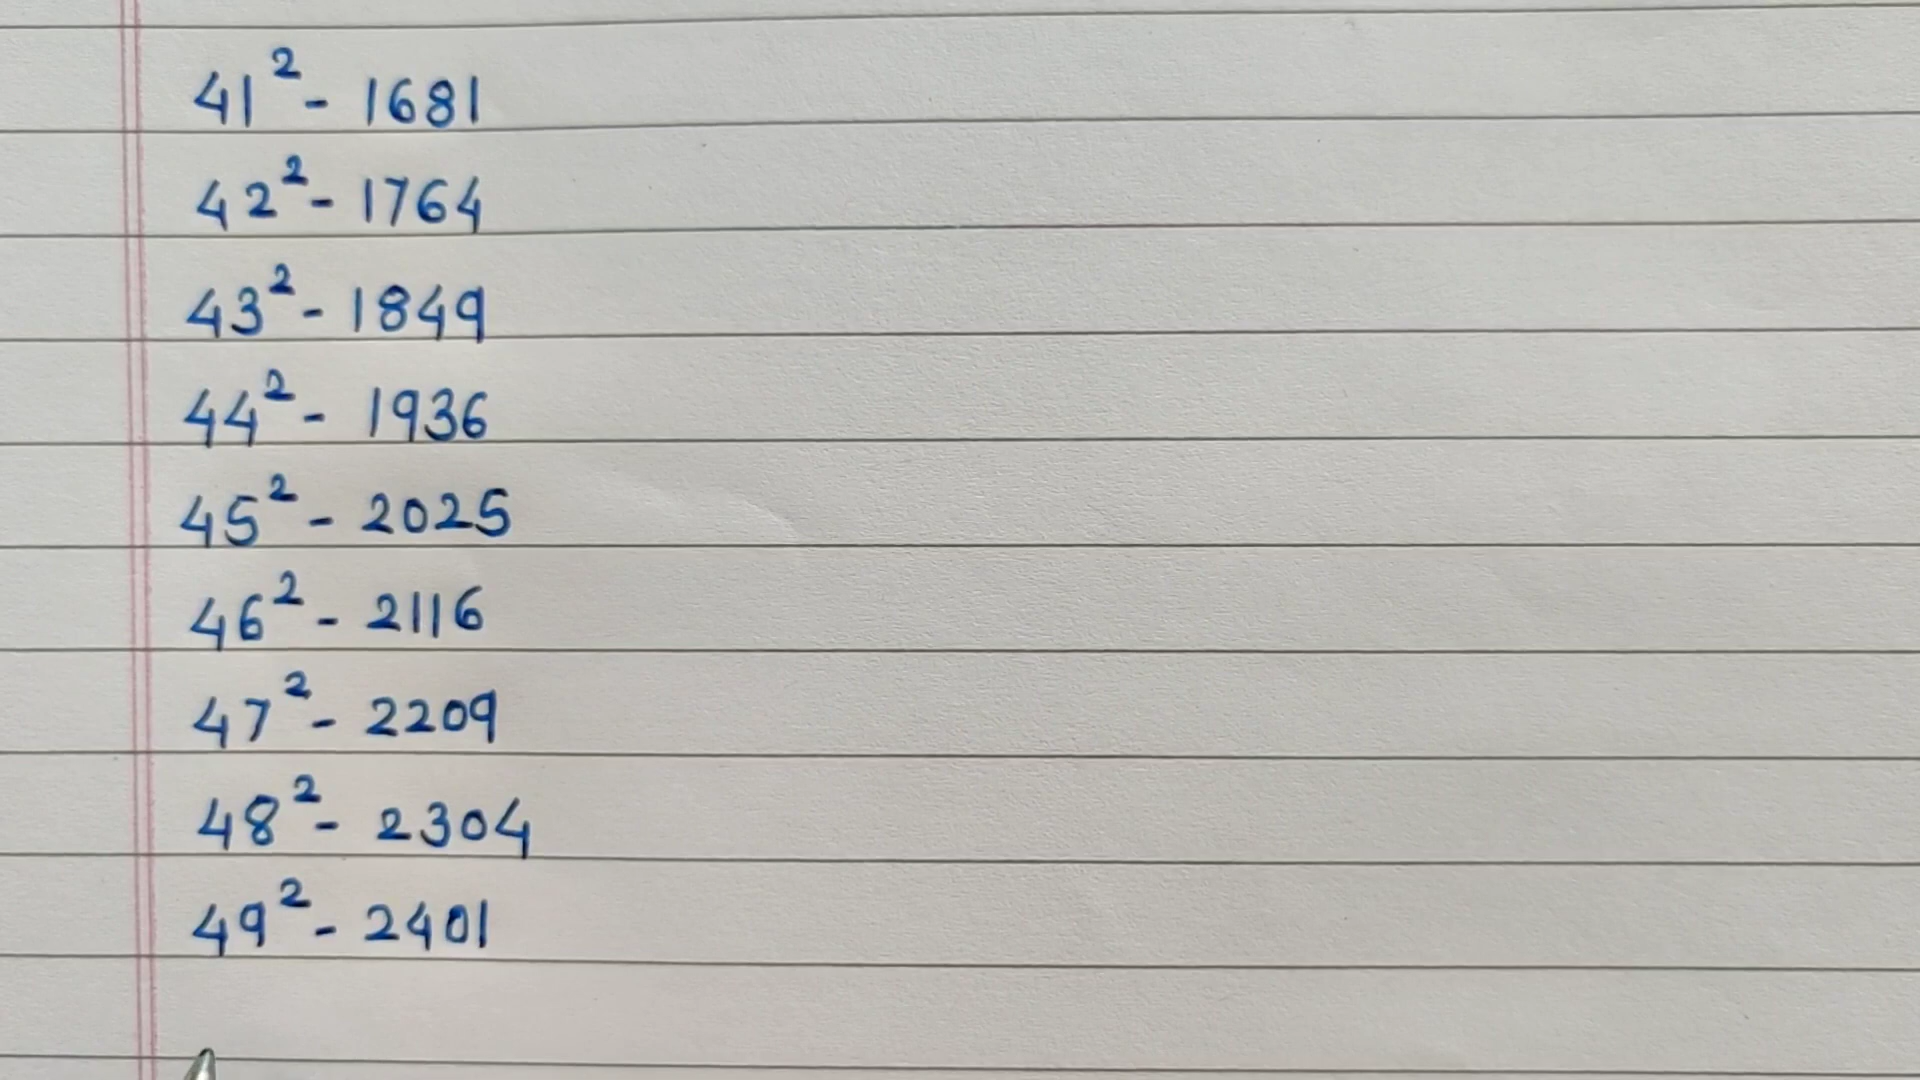 41² - 1681
42² - 1764
43² - 1849
44² - 1936
45² - 2025
46² - 2116
47² - 2209
48² - 2304
49² - 2401